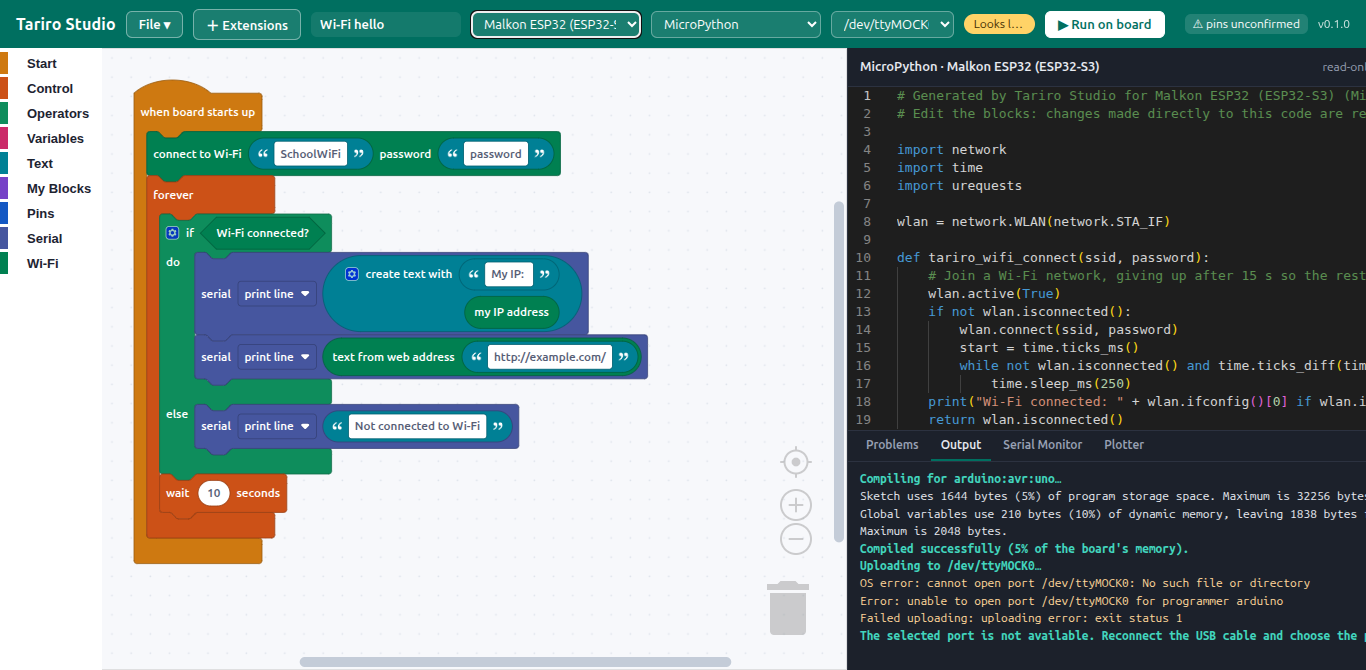 Tariro Studio
File ▾
+ Extensions
Wi-Fi hello
Malkon ESP32 (ESP32-S
MicroPython
/dev/ttyMOCK
Looks l…
▶ Run on board
⚠ pins unconfirmed
v0.1.0
Start
Control
Operators
Variables
Text
My Blocks
Pins
Serial
Wi-Fi
when board starts up
connect to Wi-Fi “ SchoolWiFi ” password “ password ”
forever
if Wi-Fi connected?
do
serial print line create text with “ My IP: ”
my IP address
serial print line text from web address “ http://example.com/ ”
else
serial print line “ Not connected to Wi-Fi ”
wait 10 seconds
MicroPython · Malkon ESP32 (ESP32-S3)
read-onl
1 # Generated by Tariro Studio for Malkon ESP32 (ESP32-S3) (Mi
2 # Edit the blocks: changes made directly to this code are re
3
4 import network
5 import time
6 import urequests
7
8 wlan = network.WLAN(network.STA_IF)
9
10 def tariro_wifi_connect(ssid, password):
11 # Join a Wi-Fi network, giving up after 15 s so the rest
12 wlan.active(True)
13 if not wlan.isconnected():
14 wlan.connect(ssid, password)
15 start = time.ticks_ms()
16 while not wlan.isconnected() and time.ticks_diff(tim
17 time.sleep_ms(250)
18 print("Wi-Fi connected: " + wlan.ifconfig()[0] if wlan.i
19 return wlan.isconnected()
Problems
Output
Serial Monitor
Plotter
Compiling for arduino:avr:uno…
Sketch uses 1644 bytes (5%) of program storage space. Maximum is 32256 bytes
Global variables use 210 bytes (10%) of dynamic memory, leaving 1838 bytes
Maximum is 2048 bytes.
Compiled successfully (5% of the board's memory).
Uploading to /dev/ttyMOCK0…
OS error: cannot open port /dev/ttyMOCK0: No such file or directory
Error: unable to open port /dev/ttyMOCK0 for programmer arduino
Failed uploading: uploading error: exit status 1
The selected port is not available. Reconnect the USB cable and choose the